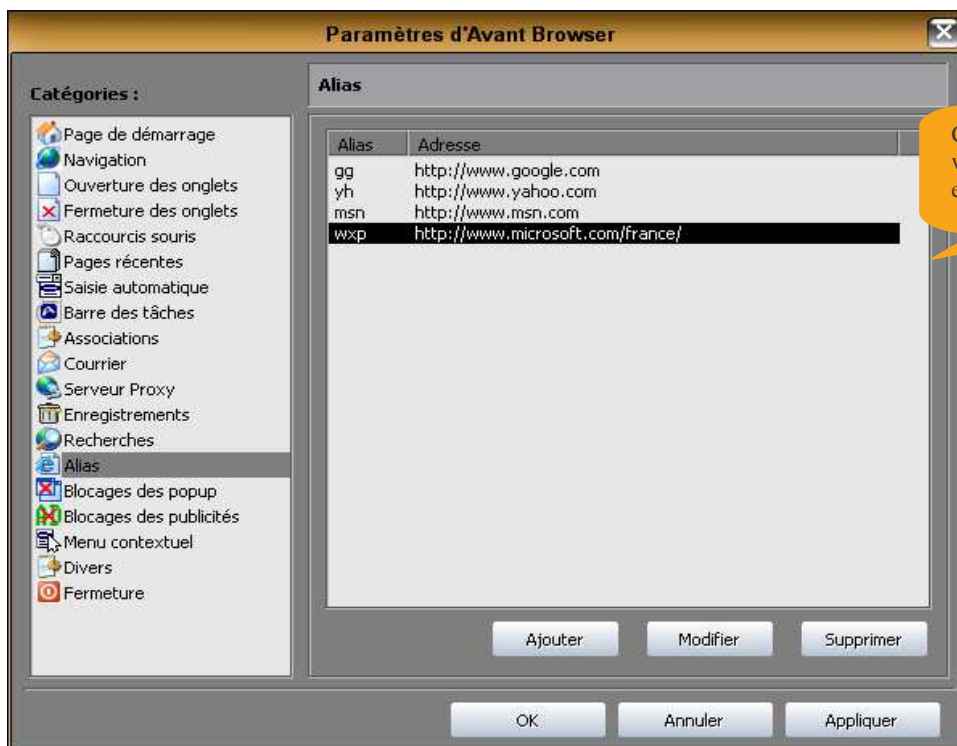 Paramètres d'Avant Browser
Catégories :
Page de démarrage
Navigation
Ouverture des onglets
Fermeture des onglets
Raccourcis souris
Pages récentes
Saisie automatique
Barre des tâches
Associations
Courrier
Serveur Proxy
Enregistrements
Recherches
Alias
Blocages des popup
Blocages des publicités
Menu contextuel
Divers
Fermeture
Alias
Alias Adresse
gg http://www.google.com
yh http://www.yahoo.com
msn http://www.msn.com
wxp http://www.microsoft.com/france/
Ajouter Modifier Supprimer
OK Annuler Appliquer